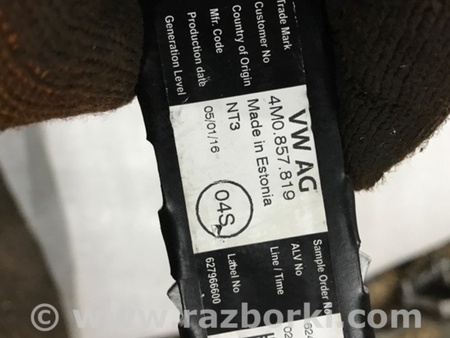 Trade Mark VW AG
Customer No 4M0.857.819
Country of Origin Made in Estonia
Mfr. Code NT3
Production date 05/01/16
Generation Level 04S
Sample Order No
ALV No
Line / Time
Label No 627966600
© www.razborki.com